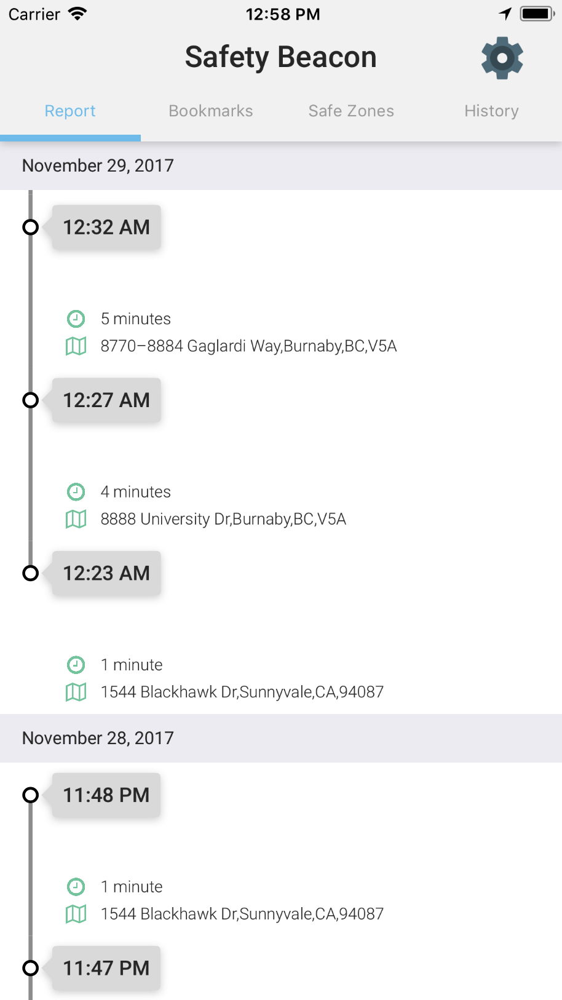 Carrier 12:58 PM
Safety Beacon
Report Bookmarks Safe Zones History
November 29, 2017
12:32 AM
5 minutes
8770–8884 Gaglardi Way,Burnaby,BC,V5A
12:27 AM
4 minutes
8888 University Dr,Burnaby,BC,V5A
12:23 AM
1 minute
1544 Blackhawk Dr,Sunnyvale,CA,94087
November 28, 2017
11:48 PM
1 minute
1544 Blackhawk Dr,Sunnyvale,CA,94087
11:47 PM